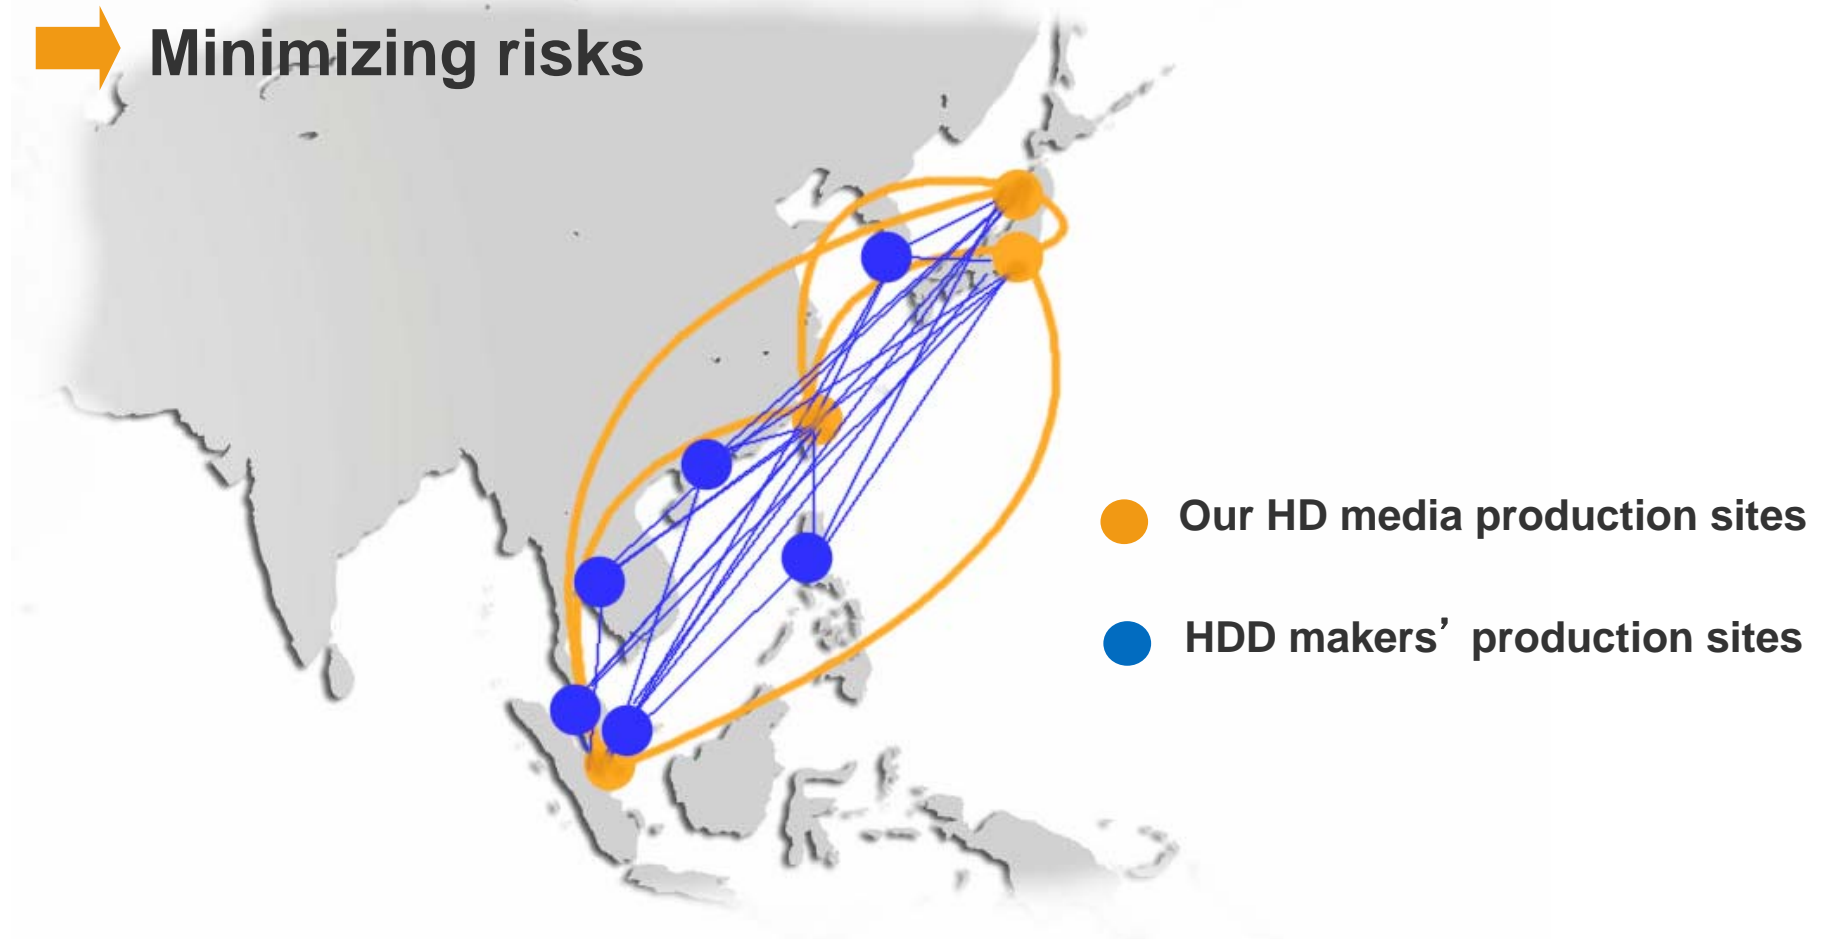 Minimizing risks
Our HD media production sites
HDD makers’ production sites